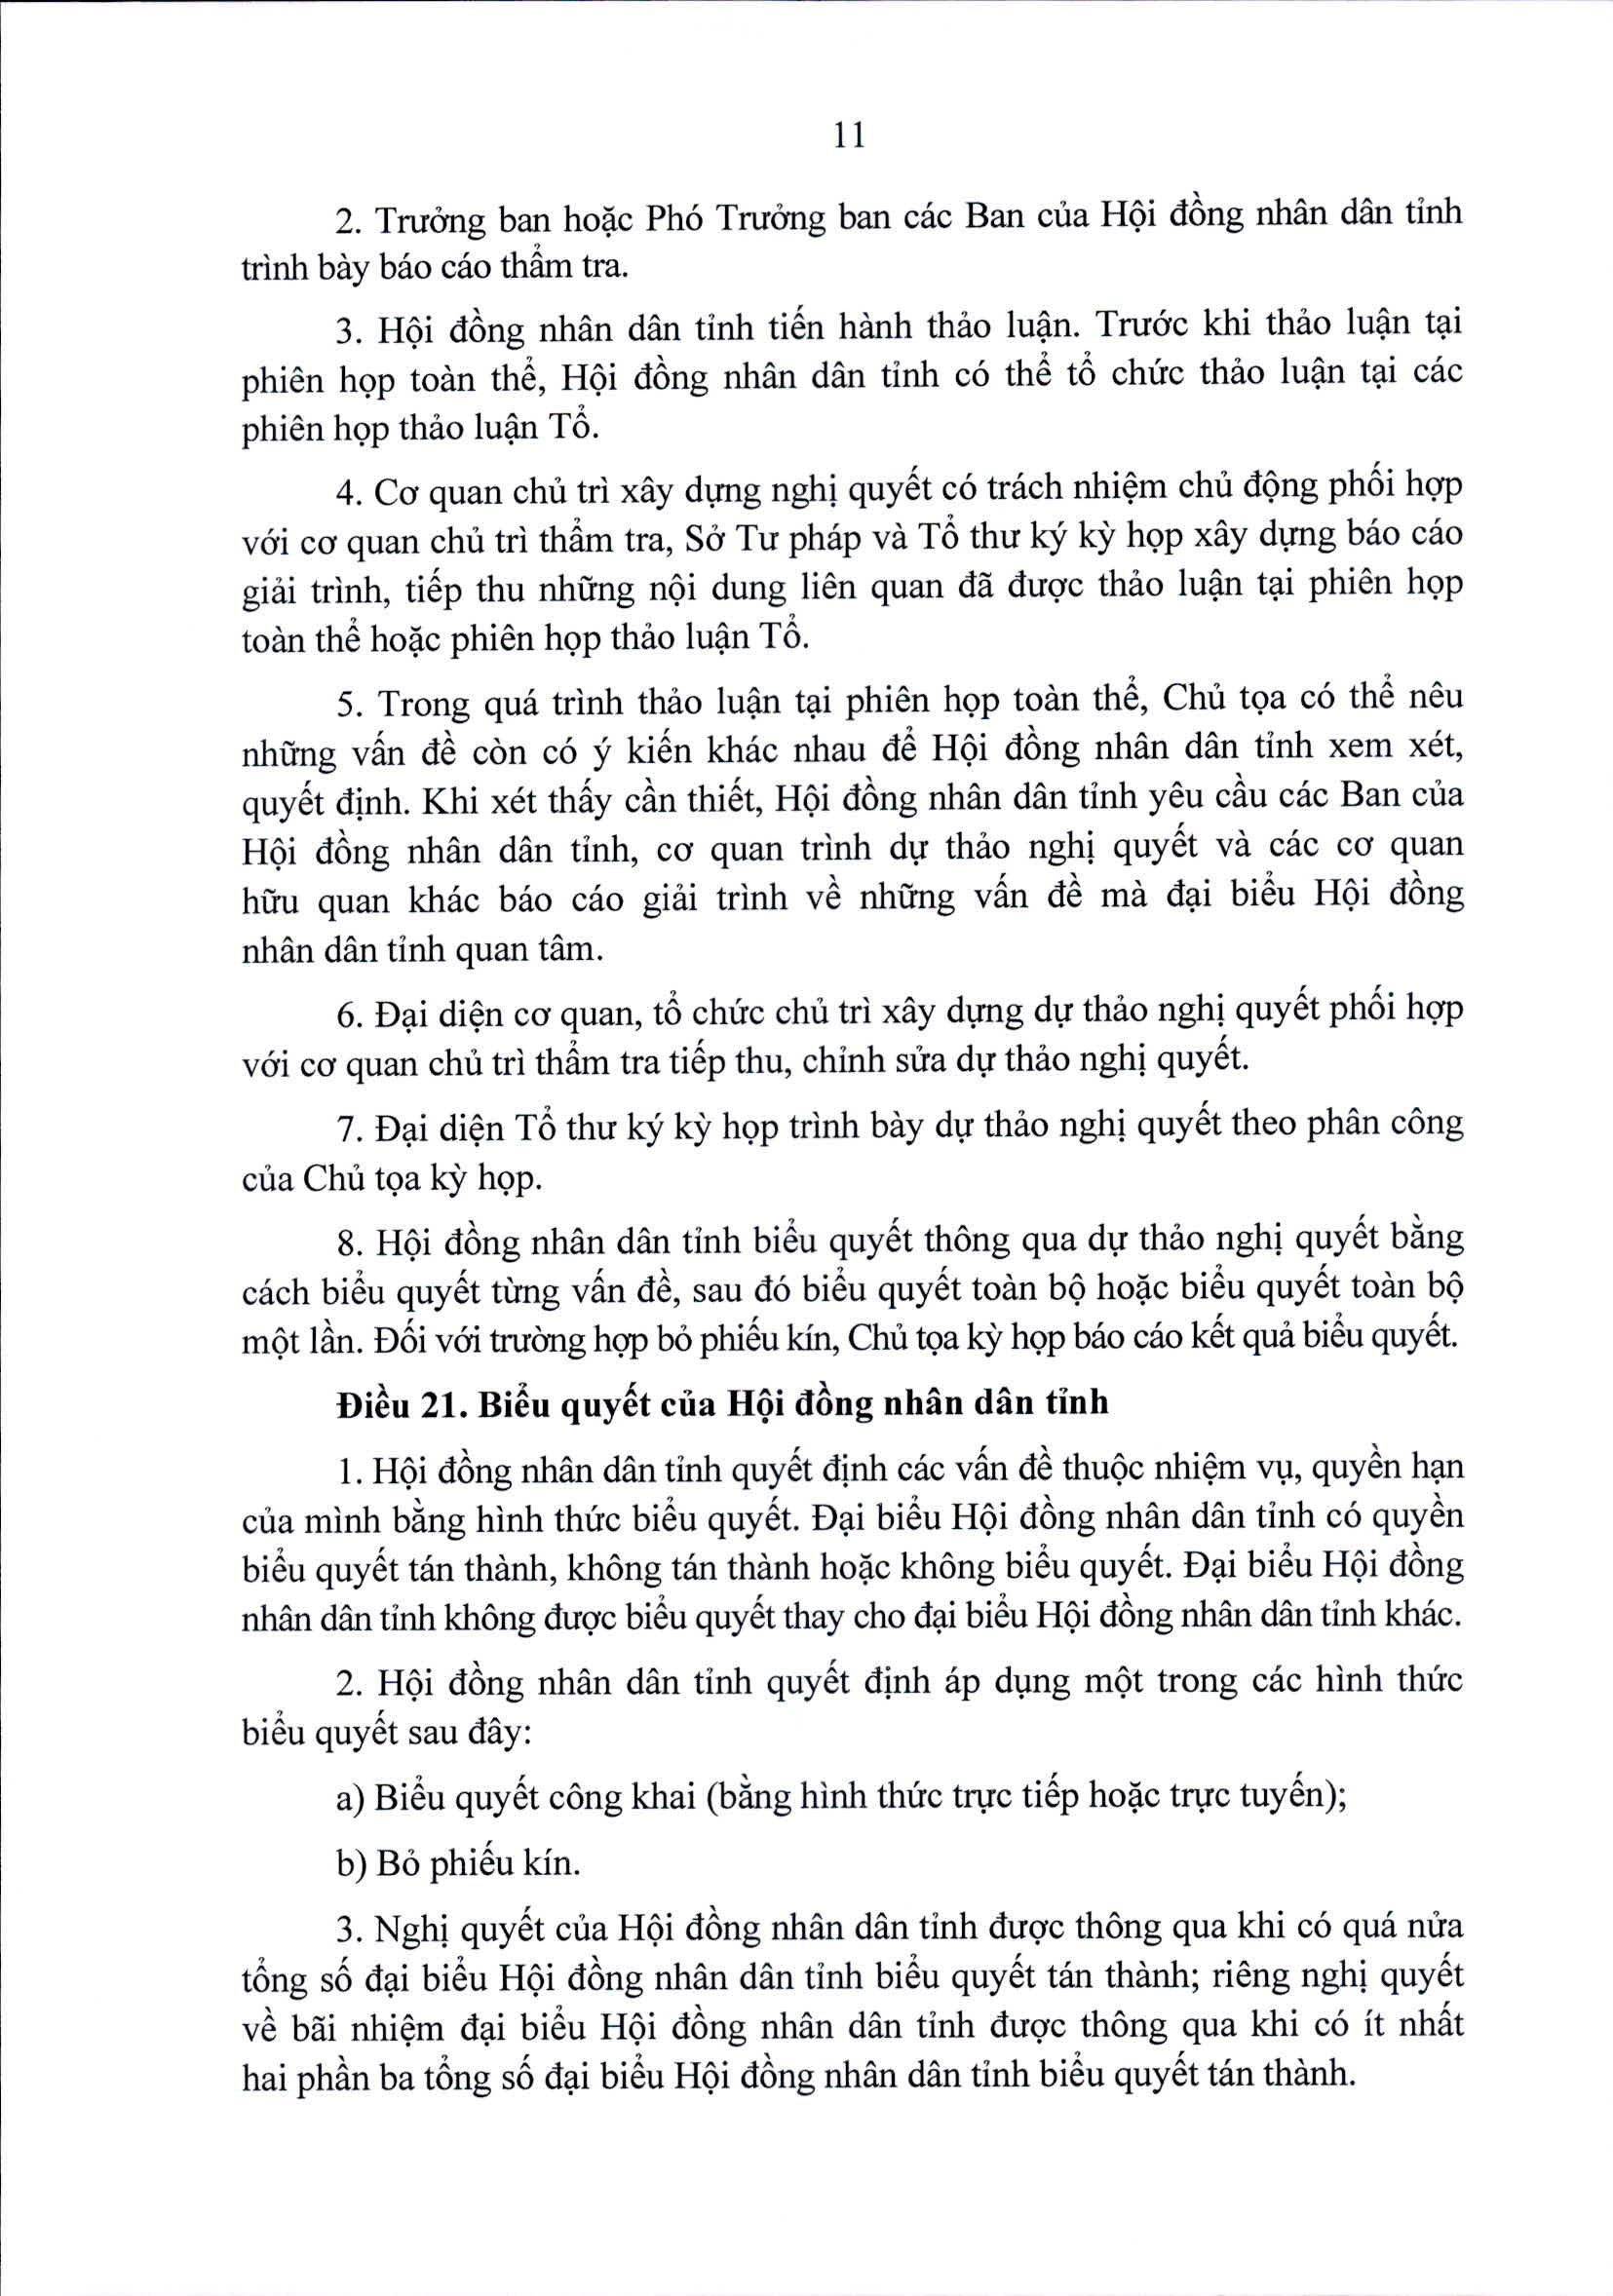 11
2. Trưởng ban hoặc Phó Trưởng ban các Ban của Hội đồng nhân dân tỉnh
trình bày báo cáo thẩm tra.
3. Hội đồng nhân dân tỉnh tiến hành thảo luận. Trước khi thảo luận tại
phiên họp toàn thể, Hội đồng nhân dân tỉnh có thể tổ chức thảo luận tại các
phiên họp thảo luận Tổ.
4. Cơ quan chủ trì xây dựng nghị quyết có trách nhiệm chủ động phối hợp
với cơ quan chủ trì thẩm tra, Sở Tư pháp và Tổ thư ký kỳ họp xây dựng báo cáo
giải trình, tiếp thu những nội dung liên quan đã được thảo luận tại phiên họp
toàn thể hoặc phiên họp thảo luận Tổ.
5. Trong quá trình thảo luận tại phiên họp toàn thể, Chủ tọa có thể nêu
những vấn đề còn có ý kiến khác nhau để Hội đồng nhân dân tỉnh xem xét,
quyết định. Khi xét thấy cần thiết, Hội đồng nhân dân tỉnh yêu cầu các Ban của
Hội đồng nhân dân tỉnh, cơ quan trình dự thảo nghị quyết và các cơ quan
hữu quan khác báo cáo giải trình về những vấn đề mà đại biểu Hội đồng
nhân dân tỉnh quan tâm.
6. Đại diện cơ quan, tổ chức chủ trì xây dựng dự thảo nghị quyết phối hợp
với cơ quan chủ trì thẩm tra tiếp thu, chỉnh sửa dự thảo nghị quyết.
7. Đại diện Tổ thư ký kỳ họp trình bày dự thảo nghị quyết theo phân công
của Chủ tọa kỳ họp.
8. Hội đồng nhân dân tỉnh biểu quyết thông qua dự thảo nghị quyết bằng
cách biểu quyết từng vấn đề, sau đó biểu quyết toàn bộ hoặc biểu quyết toàn bộ
một lần. Đối với trường hợp bỏ phiếu kín, Chủ tọa kỳ họp báo cáo kết quả biểu quyết.
Điều 21. Biểu quyết của Hội đồng nhân dân tỉnh
1. Hội đồng nhân dân tỉnh quyết định các vấn đề thuộc nhiệm vụ, quyền hạn
của mình bằng hình thức biểu quyết. Đại biểu Hội đồng nhân dân tỉnh có quyền
biểu quyết tán thành, không tán thành hoặc không biểu quyết. Đại biểu Hội đồng
nhân dân tỉnh không được biểu quyết thay cho đại biểu Hội đồng nhân dân tỉnh khác.
2. Hội đồng nhân dân tỉnh quyết định áp dụng một trong các hình thức
biểu quyết sau đây:
a) Biểu quyết công khai (bằng hình thức trực tiếp hoặc trực tuyến);
b) Bỏ phiếu kín.
3. Nghị quyết của Hội đồng nhân dân tỉnh được thông qua khi có quá nửa
tổng số đại biểu Hội đồng nhân dân tỉnh biểu quyết tán thành; riêng nghị quyết
về bãi nhiệm đại biểu Hội đồng nhân dân tỉnh được thông qua khi có ít nhất
hai phần ba tổng số đại biểu Hội đồng nhân dân tỉnh biểu quyết tán thành.